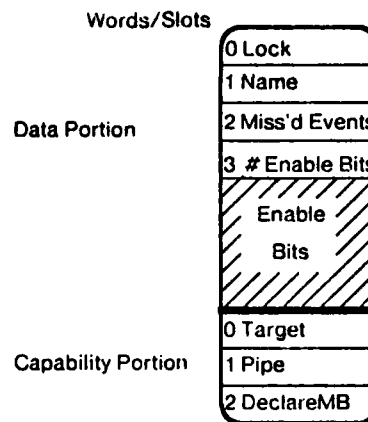 Words/Slots
0 Lock
1 Name
Data Portion
2 Miss'd Events
3 # Enable Bits
Enable
Bits
0 Target
Capability Portion
1 Pipe
2 DeclareMB